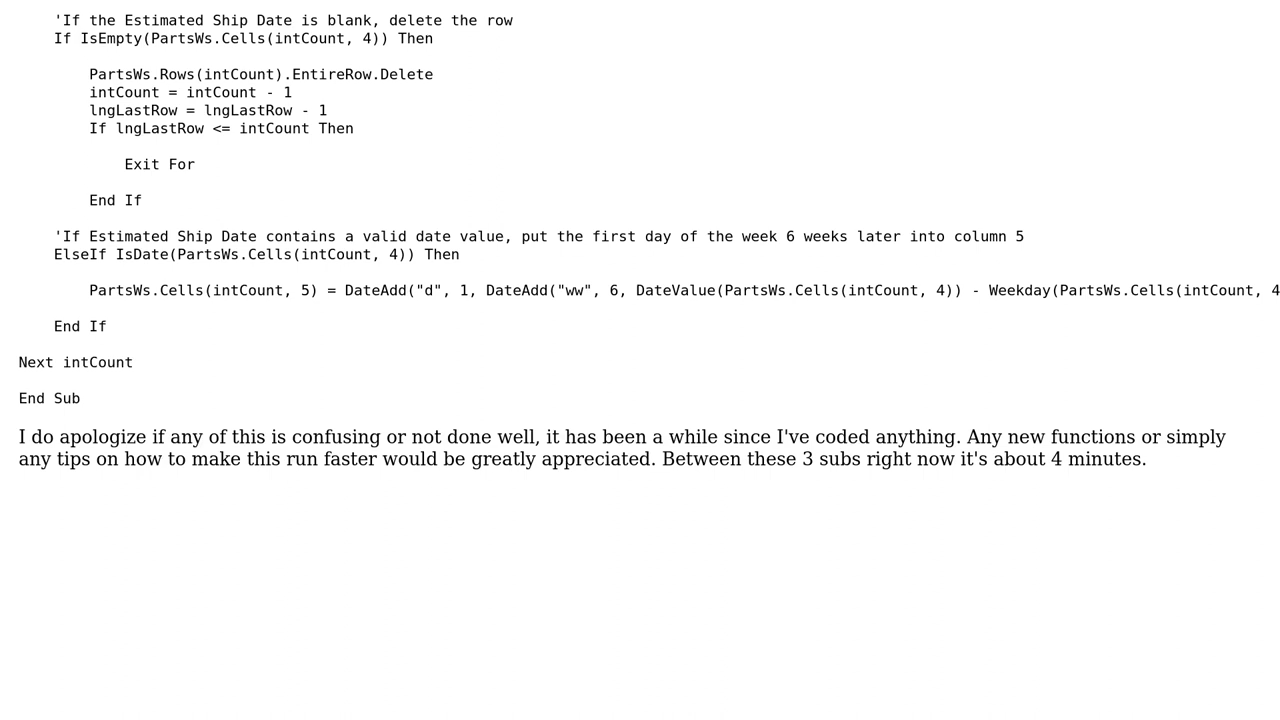 'If the Estimated Ship Date is blank, delete the row
If IsEmpty(PartsWs.Cells(intCount, 4)) Then
PartsWs.Rows(intCount).EntireRow.Delete
intCount = intCount - 1
lngLastRow = lngLastRow - 1
If lngLastRow <= intCount Then
Exit For
End If
'If Estimated Ship Date contains a valid date value, put the first day of the week 6 weeks later into column 5
ElseIf IsDate(PartsWs.Cells(intCount, 4)) Then
PartsWs.Cells(intCount, 5) = DateAdd("d", 1, DateAdd("ww", 6, DateValue(PartsWs.Cells(intCount, 4)) - Weekday(PartsWs.Cells(intCount, 4
End If
Next intCount
End Sub
I do apologize if any of this is confusing or not done well, it has been a while since I've coded anything. Any new functions or simply
any tips on how to make this run faster would be greatly appreciated. Between these 3 subs right now it's about 4 minutes.